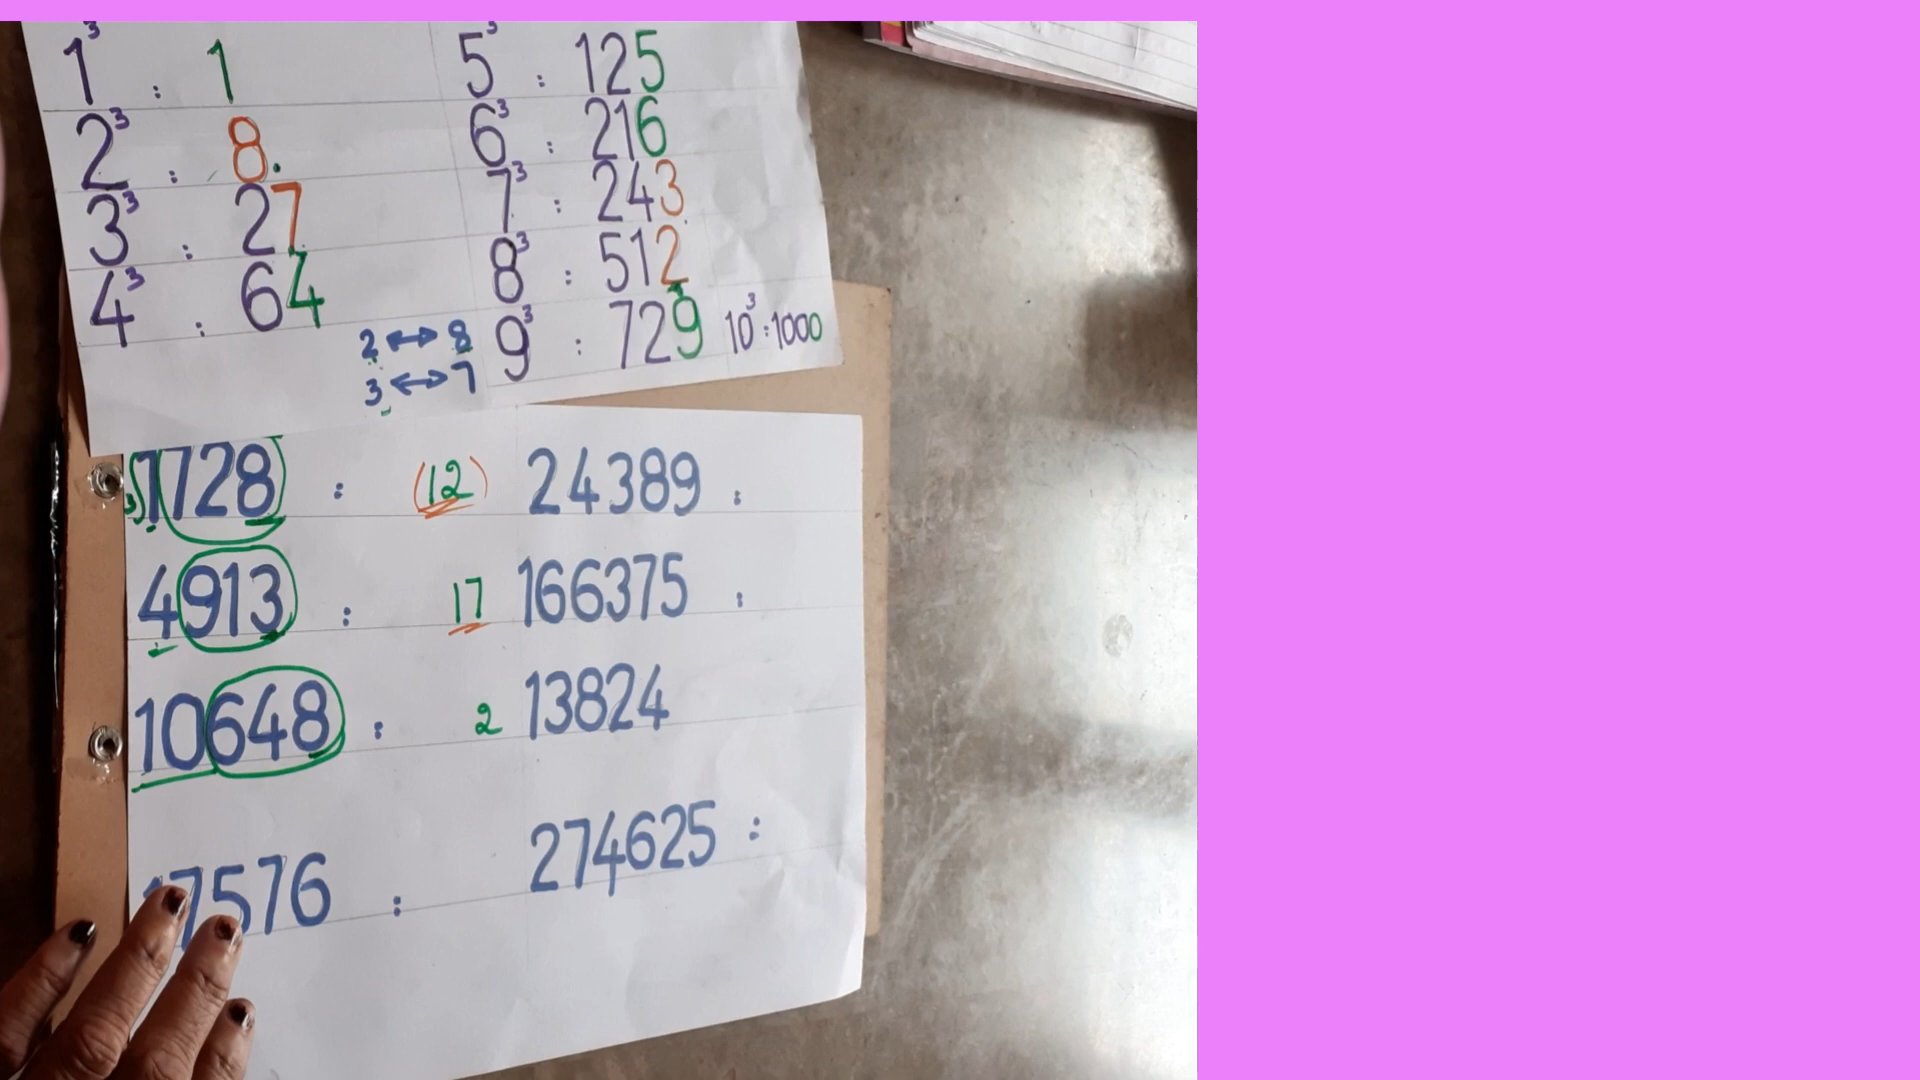 1³ : 1
2³ : 8.
3³ : 27
4³ : 64
5³ : 125
6³ : 216
7³ : 243
8³ : 512
9³ : 729 10³ : 1000
2 ↔ 8
3 ↔ 7
∛1728 : (12)
4913 : 17
10648 : 2
17576 :
24389 :
166375 :
13824
274625 :